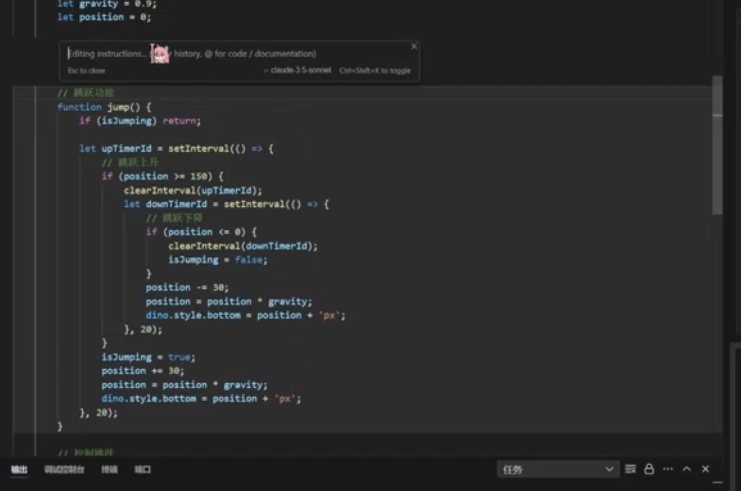 let gravity = 0.9;
let position = 0;
Editing instructions... history, @ for code / documentation)
Esc to close
claude-3.5-sonnet
Ctrl+Shift+K to toggle
// 跳跃功能
function jump() {
if (isJumping) return;
let upTimerId = setInterval(() => {
// 跳跃上升
if (position >= 150) {
clearInterval(upTimerId);
let downTimerId = setInterval(() => {
// 跳跃下降
if (position <= 0) {
clearInterval(downTimerId);
isJumping = false;
}
position -= 30;
position = position * gravity;
dino.style.bottom = position + 'px';
}, 20);
}
isJumping = true;
position += 30;
position = position * gravity;
dino.style.bottom = position + 'px';
}, 20);
}
// 控制跳跃
输出 调试控制台 终端 端口
任务